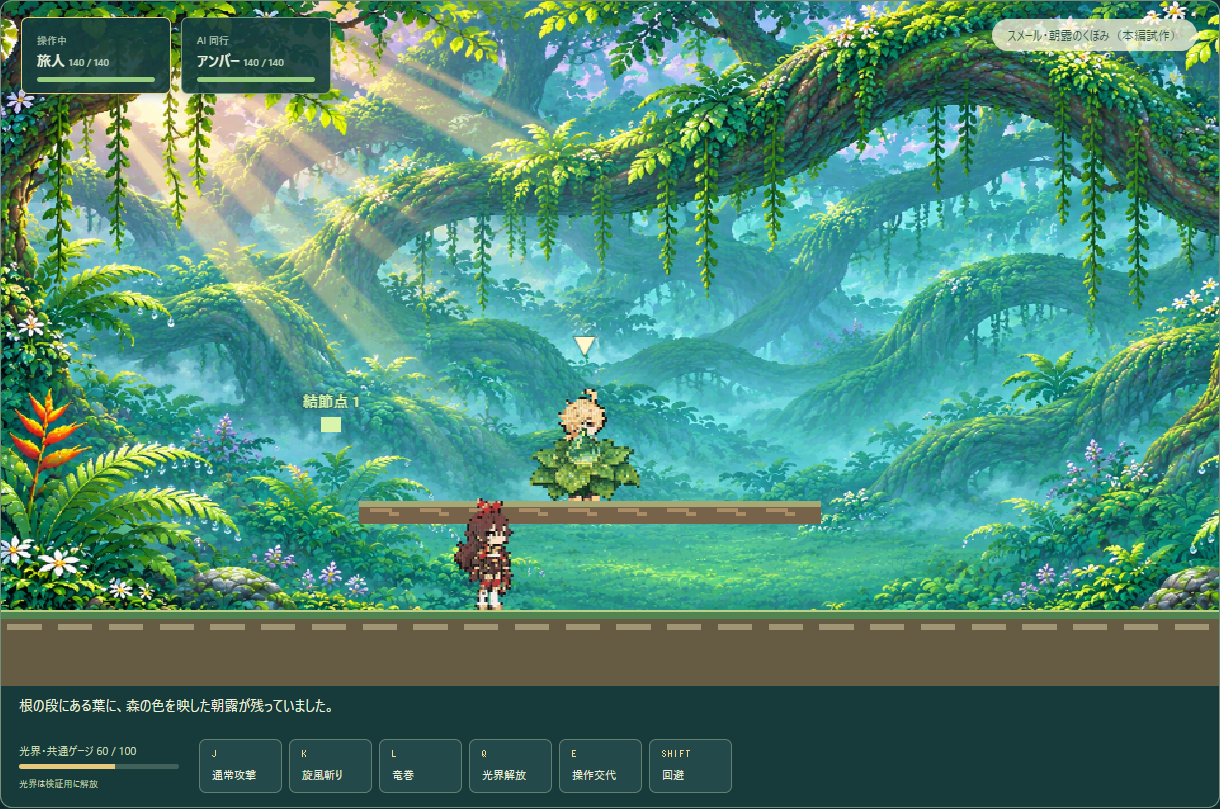 操作中
旅人 140 / 140
AI 同行
アンバー 140 / 140
スメール・朝露のくぼみ（本編試作）
結節点 1
根の段にある葉に、森の色を映した朝露が残っていました。
光界・共通ゲージ 60 / 100
光界は検証用に解放
J
通常攻撃
K
旋風斬り
L
竜巻
Q
光界解放
E
操作交代
SHIFT
回避